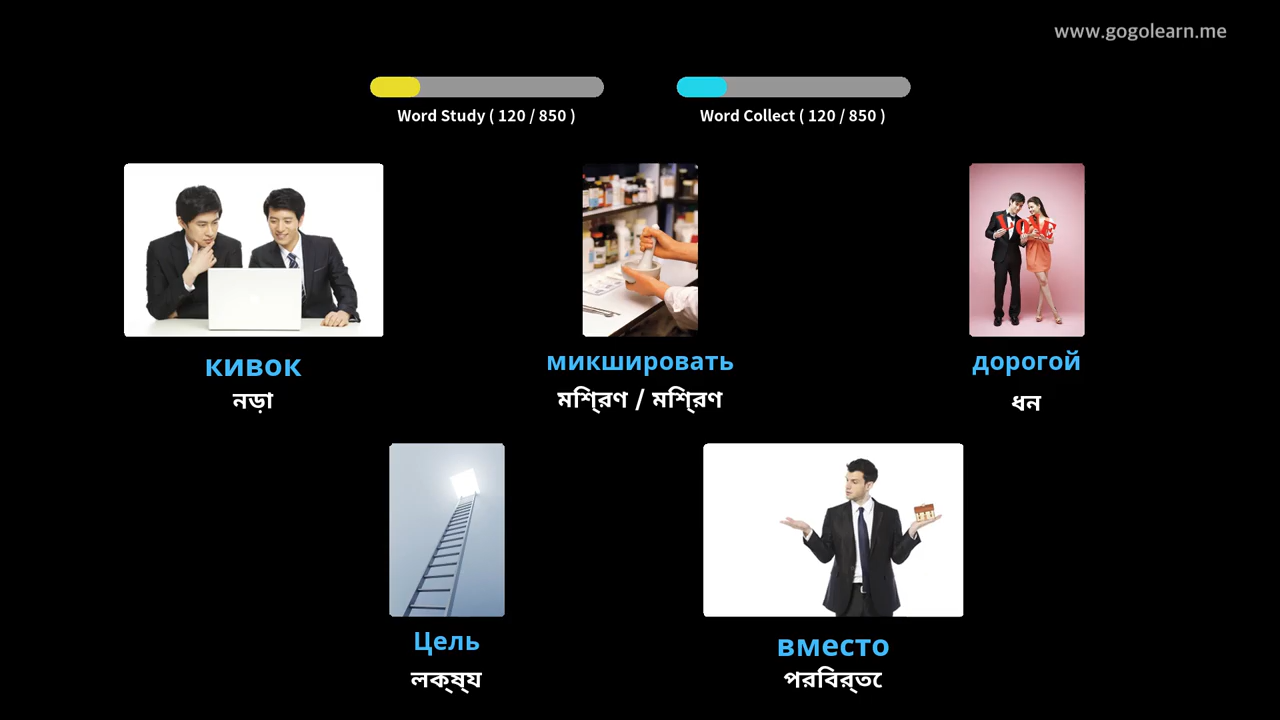 www.gogolearn.me
Word Study ( 120 / 850 )
Word Collect ( 120 / 850 )
кивок
নড়া
микшировать
মশ্রিণ / মশ্রিণ
дорогой
ধন
Цель
লক্ষ্য
вместо
পরবির্তে